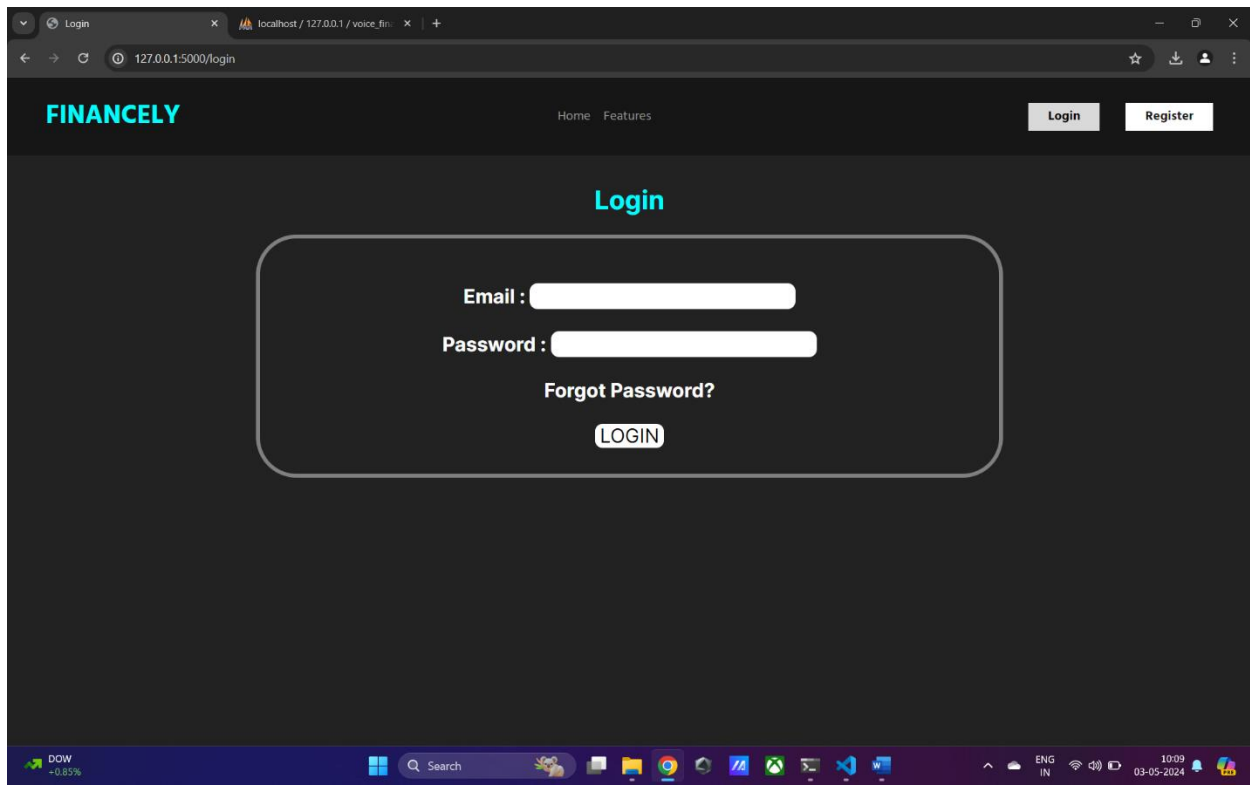 Login
localhost / 127.0.0.1 / voice_fin
127.0.0.1:5000/login
FINANCELY
Home Features
Login Register
Login
Email :
Password :
Forgot Password?
LOGIN
DOW
+0.85%
Search
ENG
IN
10:09
03-05-2024